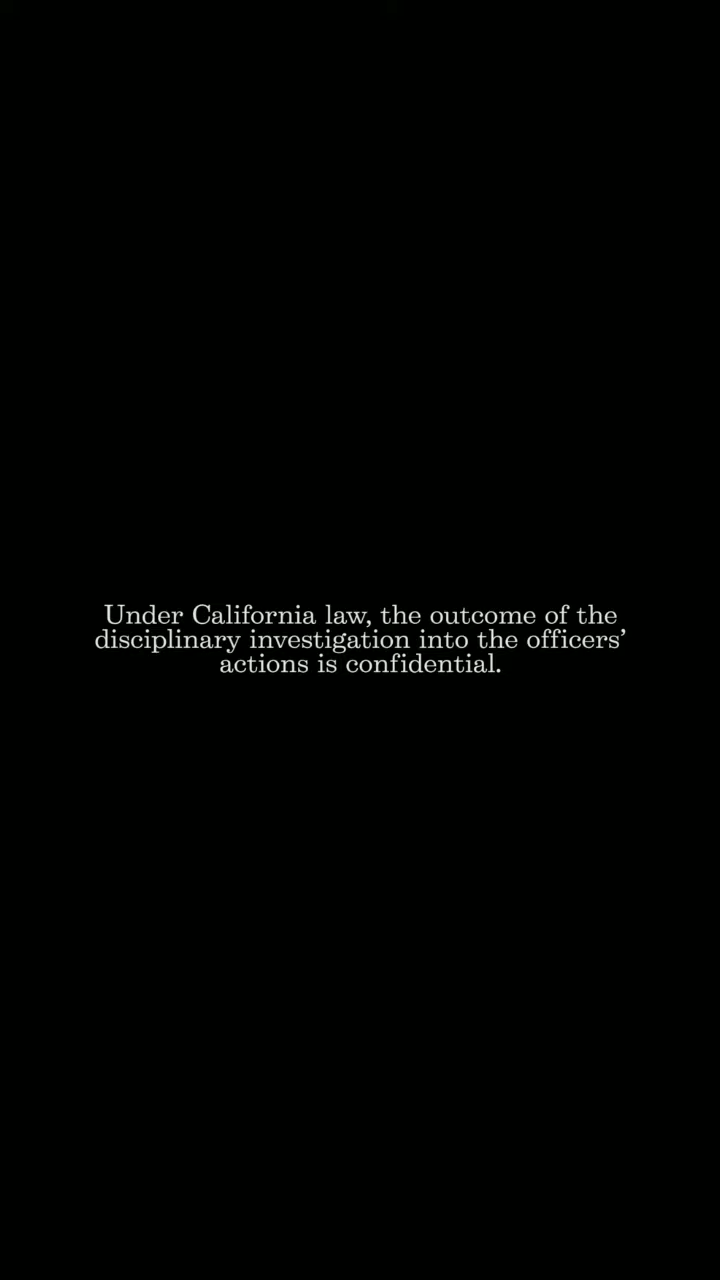 Under California law, the outcome of the
disciplinary investigation into the officers’
actions is confidential.